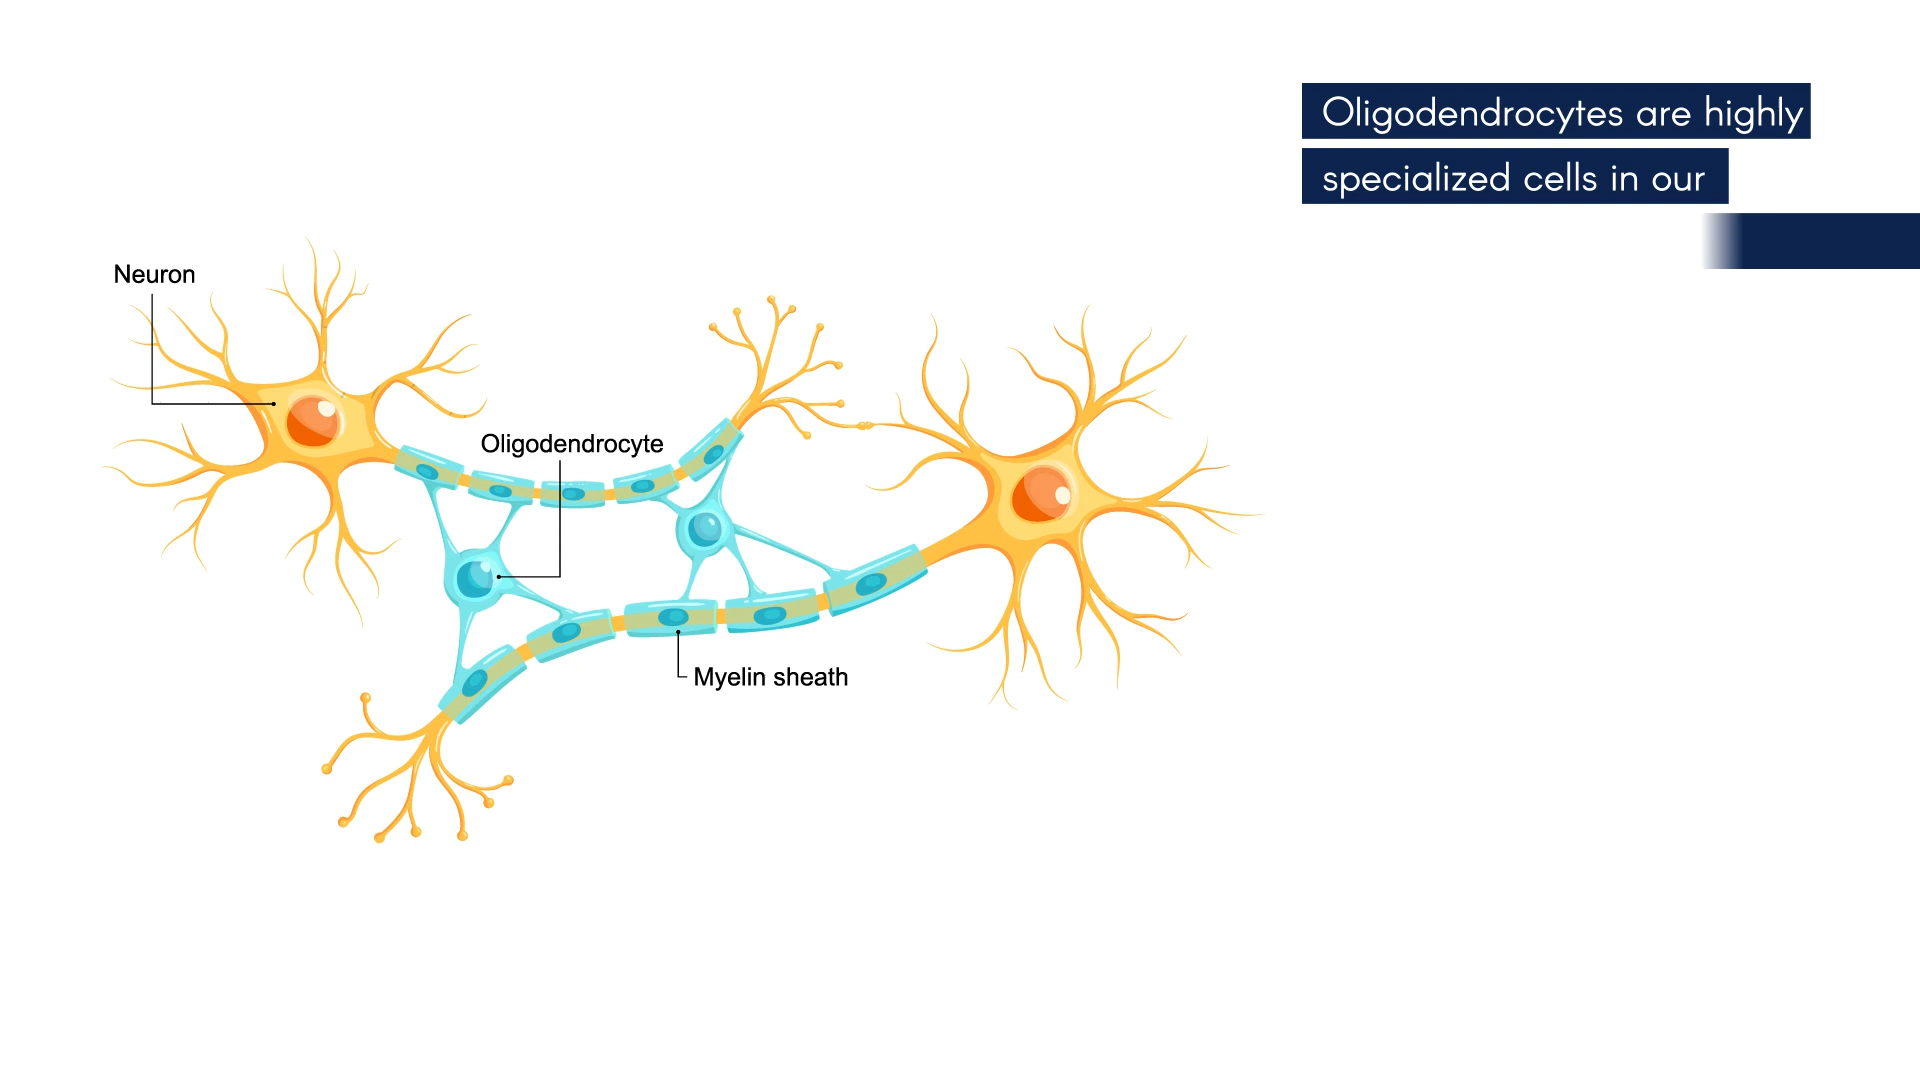 Oligodendrocytes are highly
specialized cells in our
Neuron
Oligodendrocyte
Myelin sheath